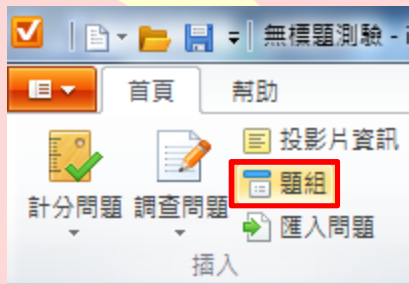 無標題測驗 -
首頁 幫助
投影片資訊
計分問題 調查問題 題組
匯入問題
插入